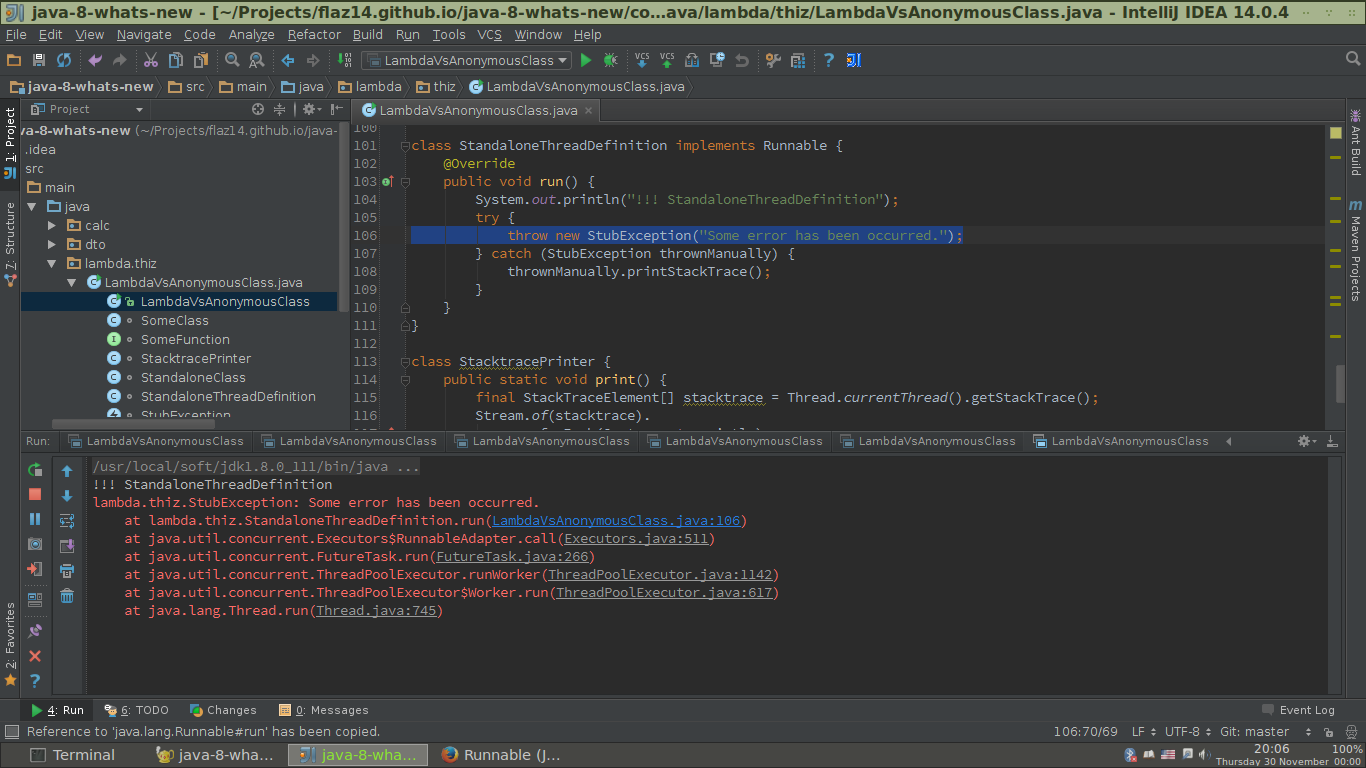 java-8-whats-new - [~/Projects/flaz14.github.io/java-8-whats-new/co...ava/lambda/thiz/LambdaVsAnonymousClass.java - IntelliJ IDEA 14.0.4
File Edit View Navigate Code Analyze Refactor Build Run Tools VCS Window Help
LambdaVsAnonymousClass VCS VCS ?
java-8-whats-new src main java lambda thiz LambdaVsAnonymousClass.java
Project
LambdaVsAnonymousClass.java
1: Project
7: Structure
2: Favorites
va-8-whats-new (~/Projects/flaz14.github.io/java-
.idea
src
main
java
calc
dto
lambda.thiz
LambdaVsAnonymousClass.java
LambdaVsAnonymousClass
SomeClass
SomeFunction
StacktracePrinter
StandaloneClass
StandaloneThreadDefinition
StubException
100
101 class StandaloneThreadDefinition implements Runnable {
102 @Override
103 public void run() {
104 System.out.println("!!! StandaloneThreadDefinition");
105 try {
106 throw new StubException("Some error has been occurred.");
107 } catch (StubException thrownManually) {
108 thrownManually.printStackTrace();
109 }
110 }
111 }
112
113 class StacktracePrinter {
114 public static void print() {
115 final StackTraceElement[] stacktrace = Thread.currentThread().getStackTrace();
116 Stream.of(stacktrace).
Ant Build
m Maven Projects
Run: LambdaVsAnonymousClass LambdaVsAnonymousClass LambdaVsAnonymousClass LambdaVsAnonymousClass LambdaVsAnonymousClass LambdaVsAnonymousClass
/usr/local/soft/jdk1.8.0_111/bin/java ...
!!! StandaloneThreadDefinition
lambda.thiz.StubException: Some error has been occurred.
at lambda.thiz.StandaloneThreadDefinition.run(LambdaVsAnonymousClass.java:106)
at java.util.concurrent.Executors$RunnableAdapter.call(Executors.java:511)
at java.util.concurrent.FutureTask.run(FutureTask.java:266)
at java.util.concurrent.ThreadPoolExecutor.runWorker(ThreadPoolExecutor.java:1142)
at java.util.concurrent.ThreadPoolExecutor$Worker.run(ThreadPoolExecutor.java:617)
at java.lang.Thread.run(Thread.java:745)
4: Run 6: TODO Changes 0: Messages Event Log
Reference to 'java.lang.Runnable#run' has been copied. 106:70/69 LF UTF-8 Git: master
Terminal java-8-wha... java-8-wha... Runnable (J...
20:06 100%
Thursday 30 November 00:00